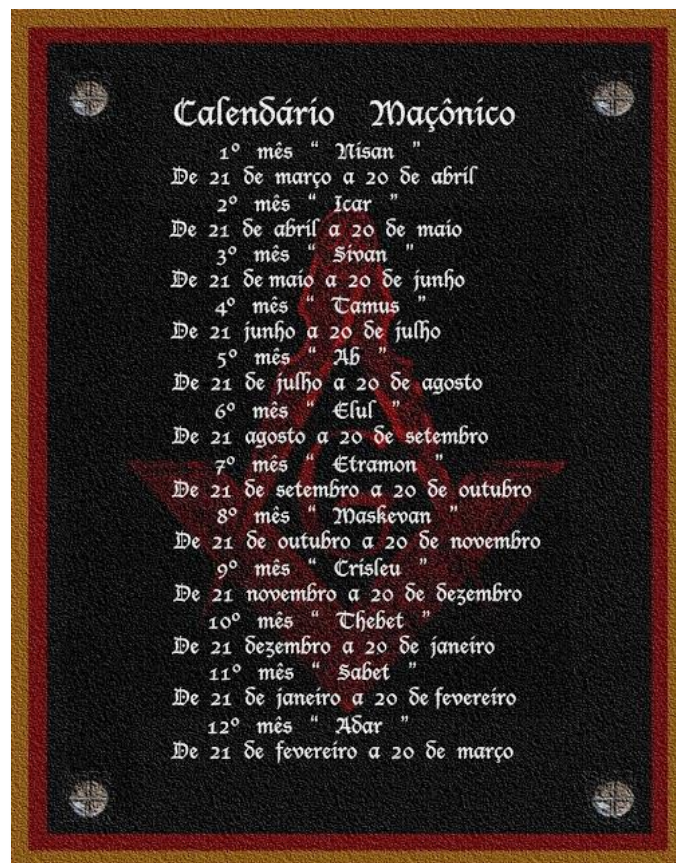 Calendário Maçônico
1º mês “ Nisan ”
De 21 de março a 20 de abril
2º mês “ Icar ”
De 21 de abril a 20 de maio
3º mês “ Sivan ”
De 21 de maio a 20 de junho
4º mês “ Tamus ”
De 21 junho a 20 de julho
5º mês “ Ab ”
De 21 de julho a 20 de agosto
6º mês “ Elul ”
De 21 agosto a 20 de setembro
7º mês “ Etramon ”
De 21 de setembro a 20 de outubro
8º mês “ Maskevan ”
De 21 de outubro a 20 de novembro
9º mês “ Crisleu ”
De 21 novembro a 20 de dezembro
10º mês “ Thebet ”
De 21 dezembro a 20 de janeiro
11º mês “ Sabet ”
De 21 de janeiro a 20 de fevereiro
12º mês “ Adar ”
De 21 de fevereiro a 20 de março